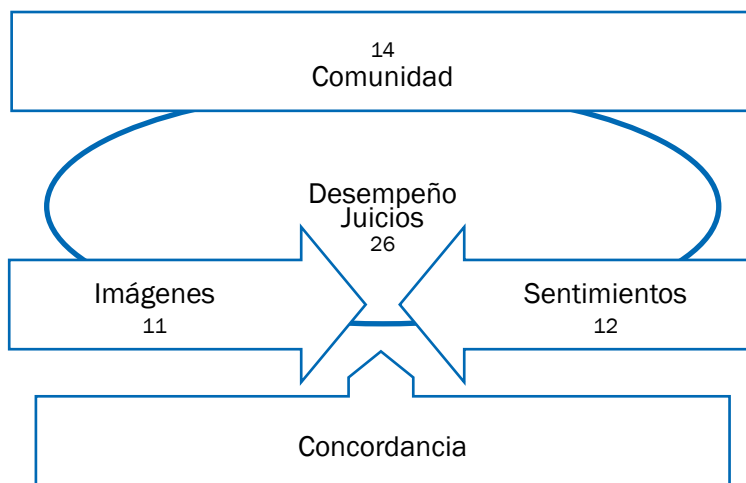 14
Comunidad
Desempeño
Juicios
26
Imágenes
11
Sentimientos
12
Concordancia